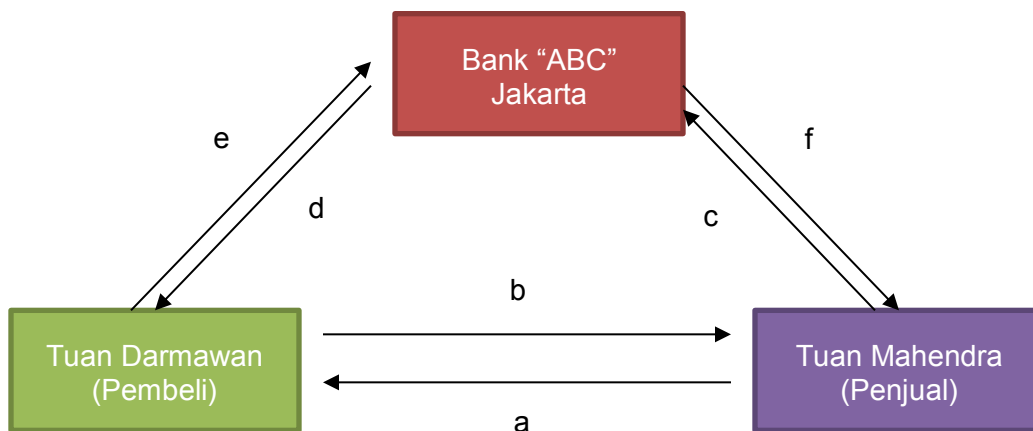 Bank “ABC”
Jakarta
e
f
d
c
b
Tuan Darmawan
(Pembeli)
Tuan Mahendra
(Penjual)
a